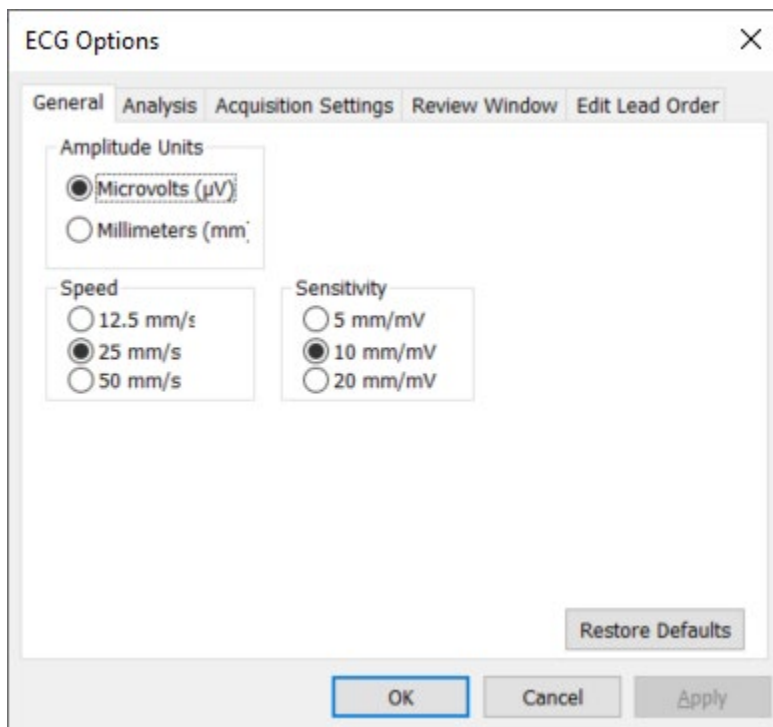 ECG Options
General Analysis Acquisition Settings Review Window Edit Lead Order
Amplitude Units
Microvolts (µV)
Millimeters (mm)
Speed Sensitivity
12.5 mm/s 5 mm/mV
25 mm/s 10 mm/mV
50 mm/s 20 mm/mV
Restore Defaults
OK Cancel Apply